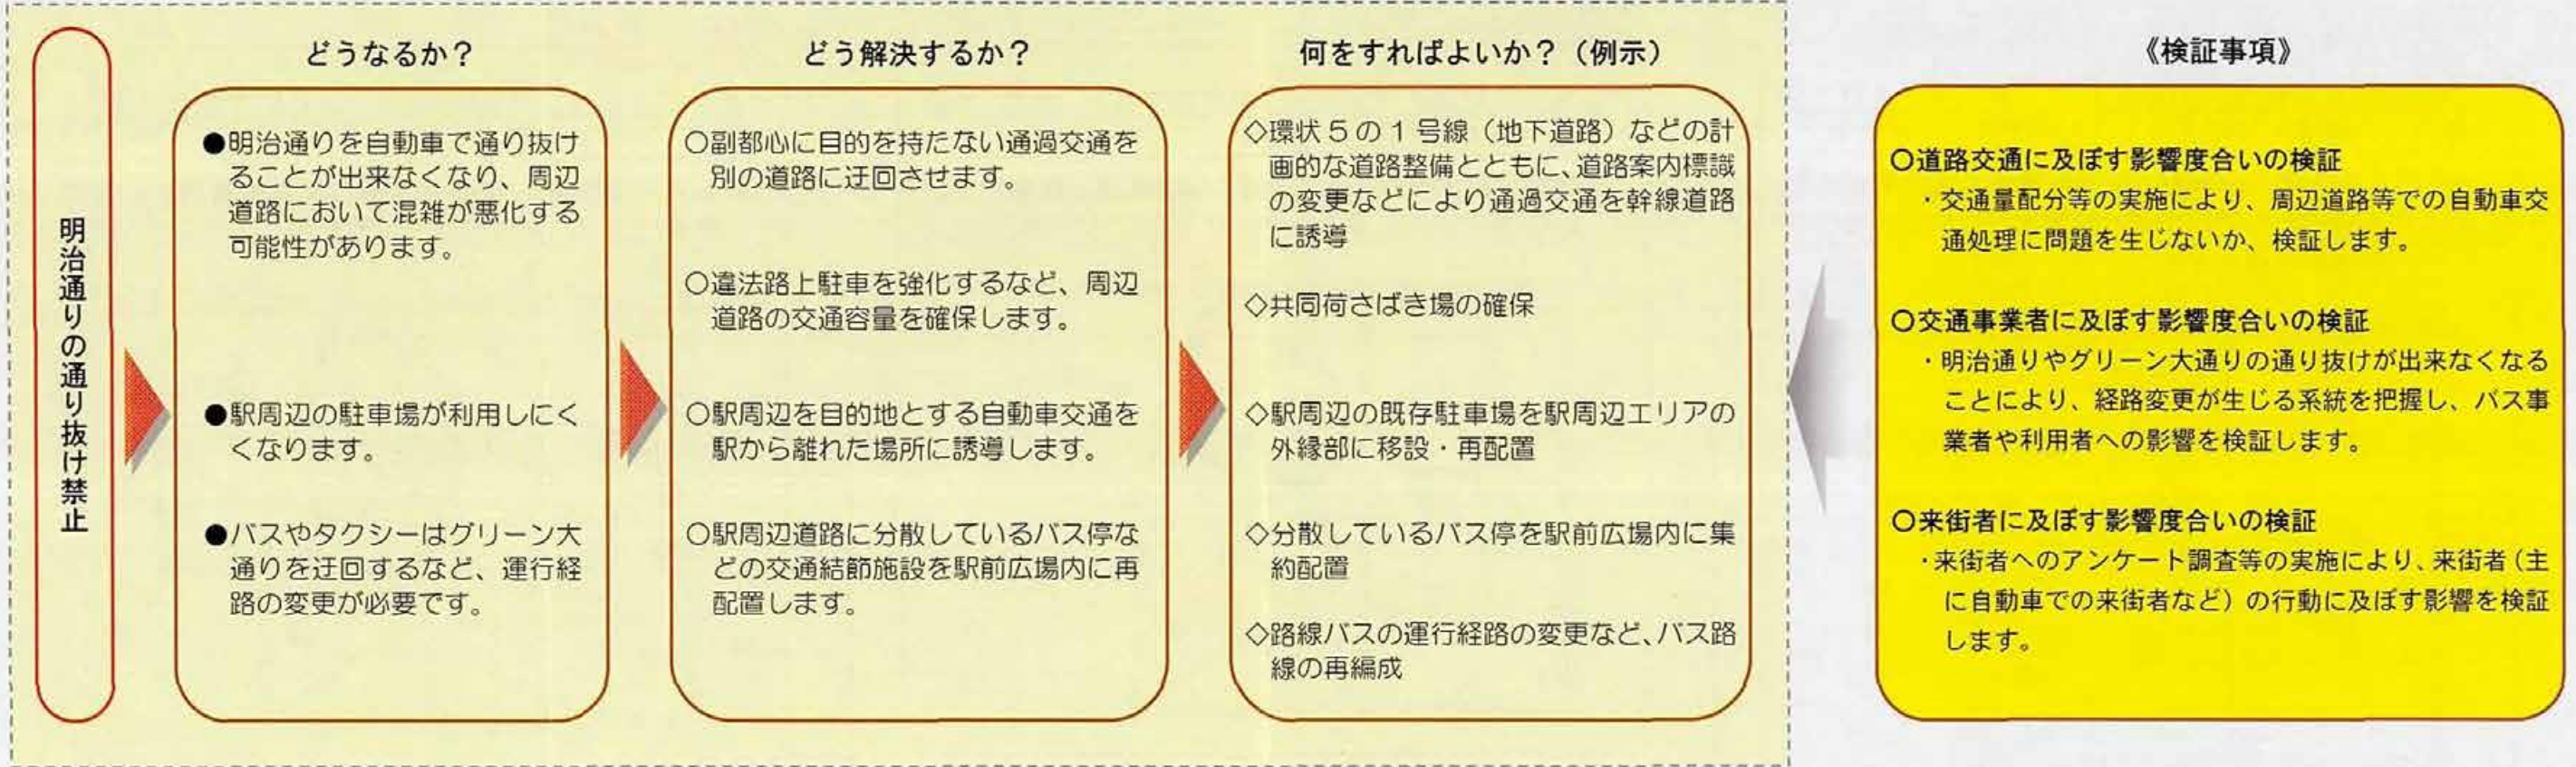 明治通りの通り抜け禁止
どうなるか？
●明治通りを自動車で通り抜け
ることが出来なくなり、周辺
道路において混雑が悪化する
可能性があります。
●駅周辺の駐車場が利用しにく
くなります。
●バスやタクシーはグリーン大
通りを迂回するなど、運行経
路の変更が必要です。
どう解決するか？
○副都心に目的を持たない通過交通を
別の道路に迂回させます。
○違法路上駐車を強化するなど、周辺
道路の交通容量を確保します。
○駅周辺を目的地とする自動車交通を
駅から離れた場所に誘導します。
○駅周辺道路に分散しているバス停な
どの交通結節施設を駅前広場内に再
配置します。
何をすればよいか？（例示）
◇環状５の１号線（地下道路）などの計
画的な道路整備とともに、道路案内標識
の変更などにより通過交通を幹線道路
に誘導
◇共同荷さばき場の確保
◇駅周辺の既存駐車場を駅周辺エリアの
外縁部に移設・再配置
◇分散しているバス停を駅前広場内に集
約配置
◇路線バスの運行経路の変更など、バス路
線の再編成
《検証事項》
○道路交通に及ぼす影響度合いの検証
・交通量配分等の実施により、周辺道路等での自動車交
通処理に問題を生じないか、検証します。
○交通事業者に及ぼす影響度合いの検証
・明治通りやグリーン大通りの通り抜けが出来なくなる
ことにより、経路変更が生じる系統を把握し、バス事
業者や利用者への影響を検証します。
○来街者に及ぼす影響度合いの検証
・来街者へのアンケート調査等の実施により、来街者（主
に自動車での来街者など）の行動に及ぼす影響を検証
します。